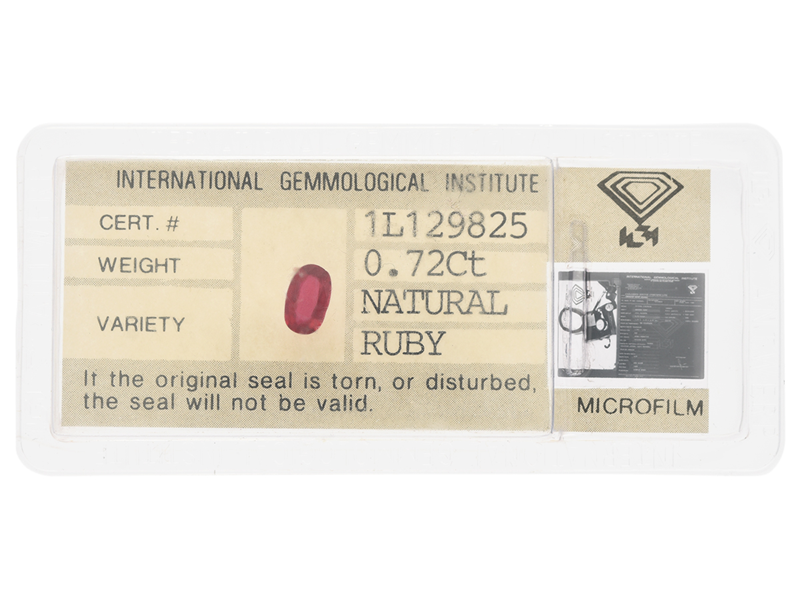 INTERNATIONAL GEMMOLOGICAL INSTITUTE
CERT. # 1L129825
WEIGHT 0.72Ct
VARIETY NATURAL
RUBY
It the original seal is torn, or disturbed,
the seal will not be valid.
MICROFILM